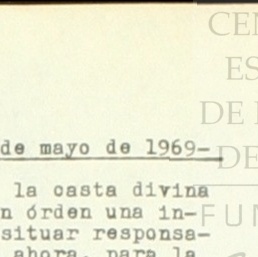 CEN
ES
DE
DE
FUN
de mayo de 1969-
la casta divina
n órden una in-
situar responsa-
ahora, para la